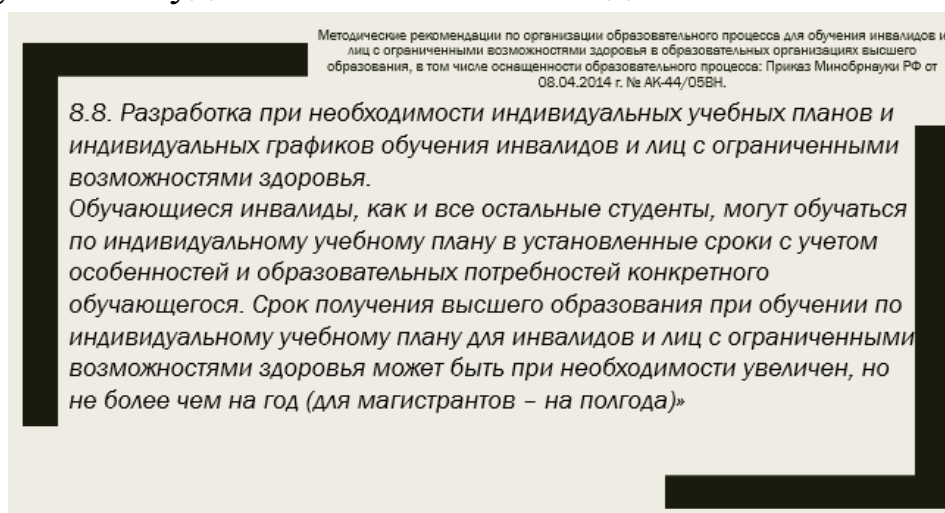 Методические рекомендации по организации образовательного процесса для обучения инвалидов и
лиц с ограниченными возможностями здоровья в образовательных организациях высшего
образования, в том числе оснащенности образовательного процесса: Приказ Минобрнауки РФ от
08.04.2014 г. № АК-44/05ВН.
8.8. Разработка при необходимости индивидуальных учебных планов и
индивидуальных графиков обучения инвалидов и лиц с ограниченными
возможностями здоровья.
Обучающиеся инвалиды, как и все остальные студенты, могут обучаться
по индивидуальному учебному плану в установленные сроки с учетом
особенностей и образовательных потребностей конкретного
обучающегося. Срок получения высшего образования при обучении по
индивидуальному учебному плану для инвалидов и лиц с ограниченными
возможностями здоровья может быть при необходимости увеличен, но
не более чем на год (для магистрантов – на полгода)»